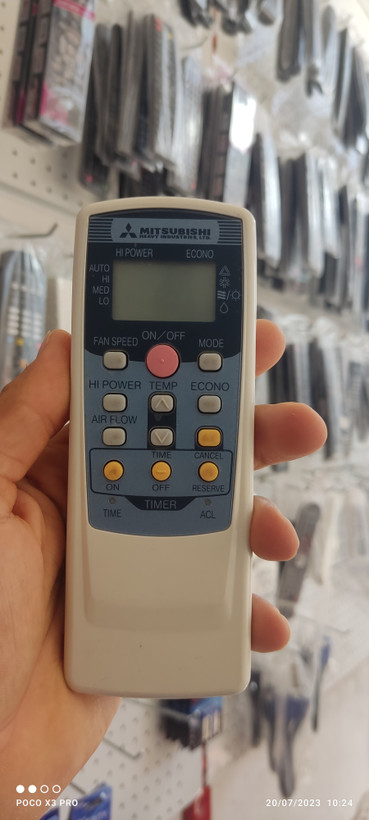 MITSUBISHI
HEAVY INDUSTRIES, LTD.
HI POWER ECONO
AUTO
HI
MED
LO
ON/OFF
FAN SPEED MODE
HI POWER TEMP ECONO
AIR FLOW
TIME CANCEL
ON OFF RESERVE
TIMER
TIME ACL
POCO X3 PRO
20/07/2023 10:24